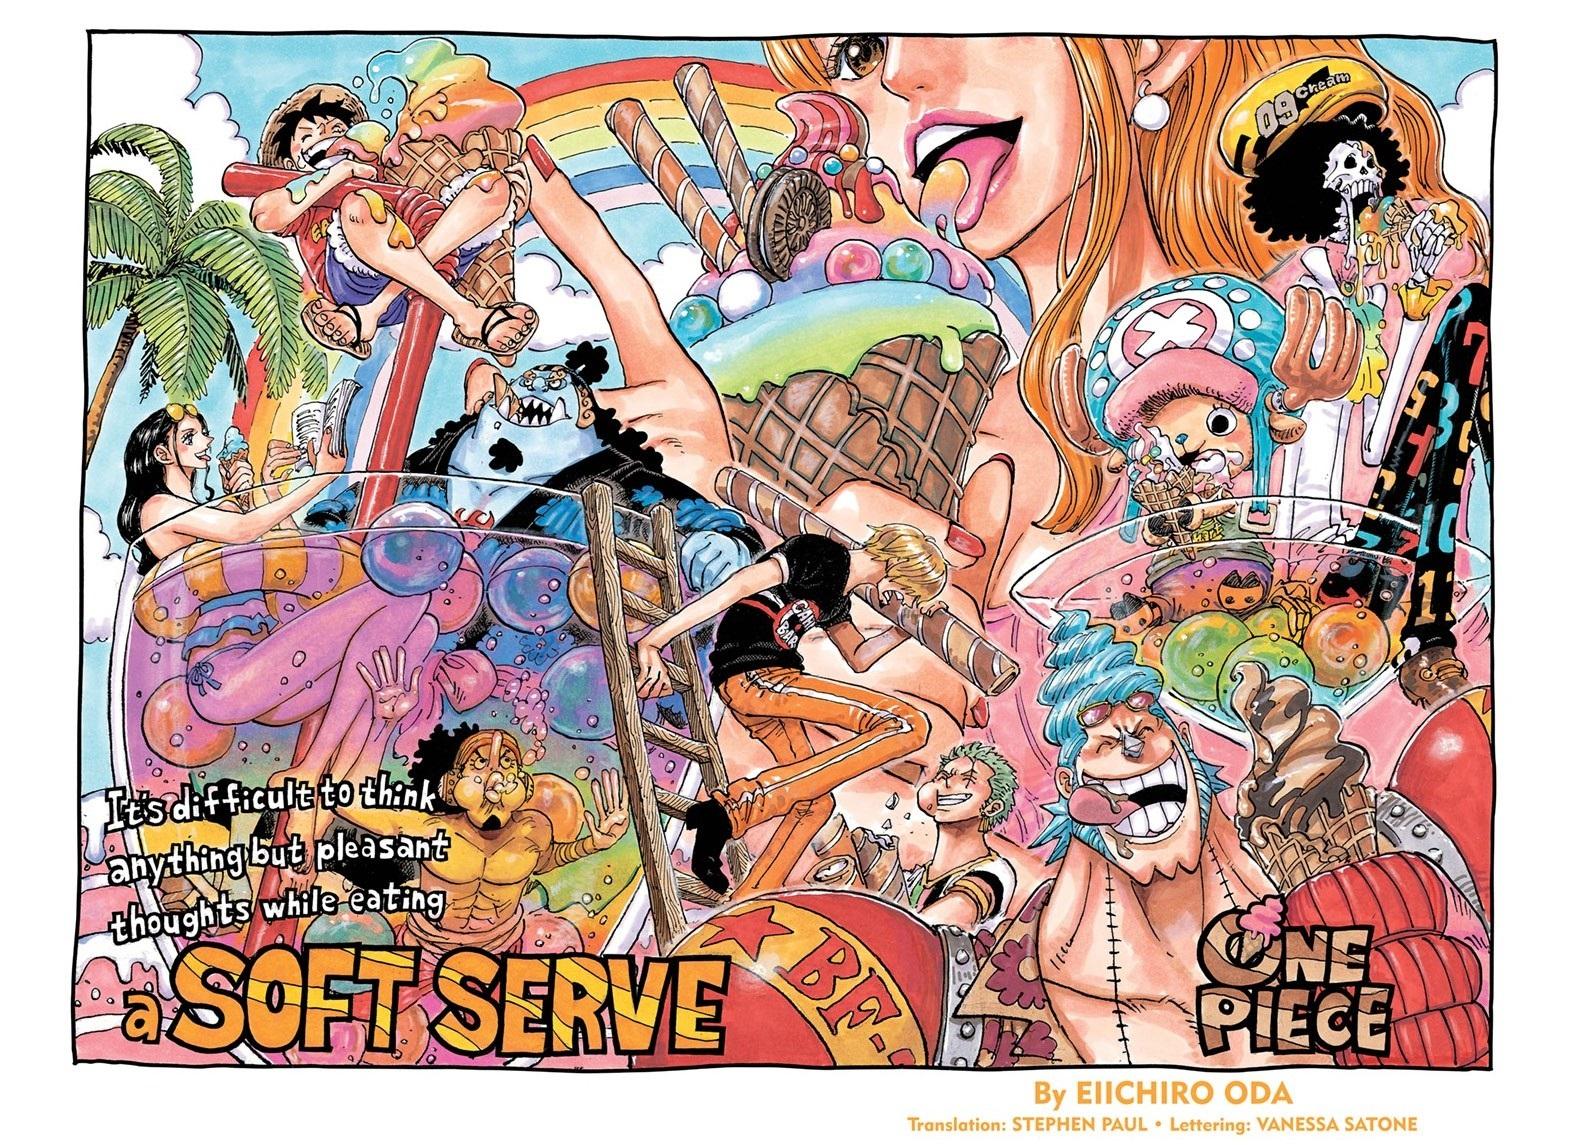 09 cream
It's difficult to think
anything but pleasant
thoughts while eating
a SOFT SERVE
BF-
ONE
PIECE
By EIICHIRO ODA
Translation: STEPHEN PAUL • Lettering: VANESSA SATONE